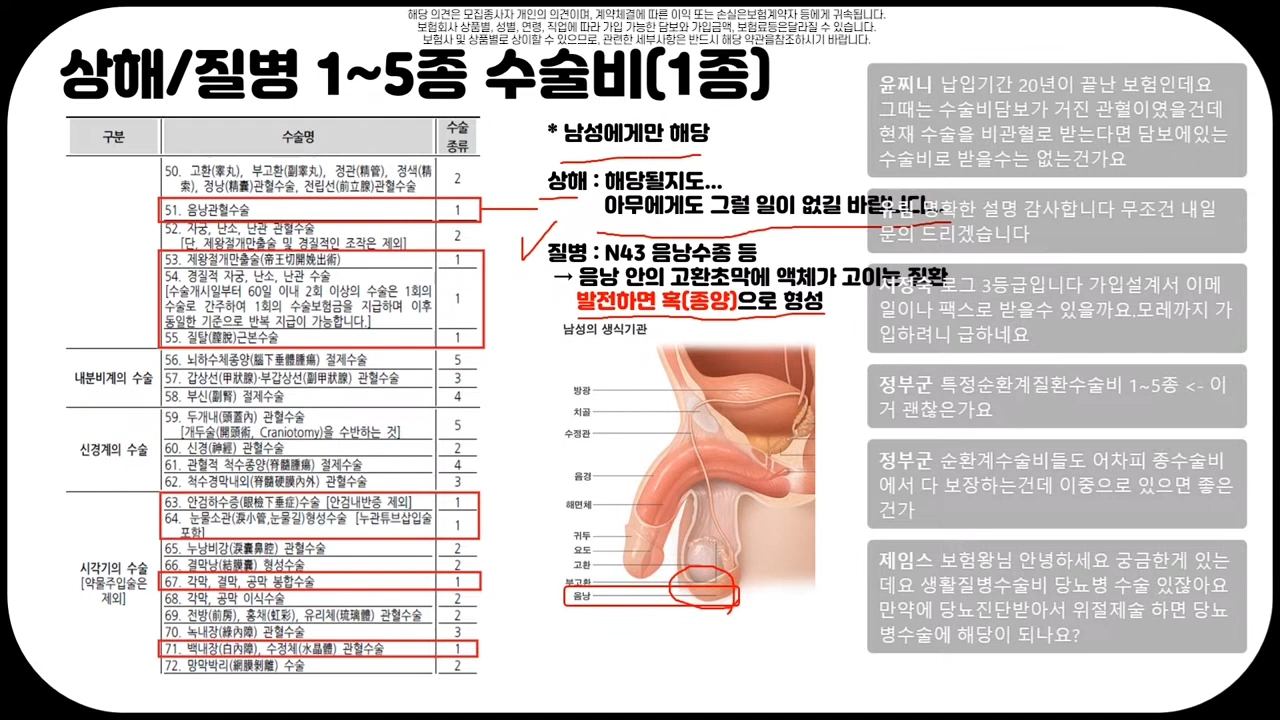 해당 의견은 모집종사자 개인의 의견이며, 계약체결에 따른 이익 또는 손실은보험계약자 등에게 귀속됩니다.
보험회사 상품별, 성별, 연령, 직업에 따라 가입 가능한 담보와 가입금액, 보험료등은달라질 수 있습니다.
보험사 및 상품별로 상이할 수 있으므로, 관련한 세부사항은 반드시 해당 약관을참조하시기 바랍니다.
상해/질병 1~5종 수술비(1종)
구분 수술명 수술 종류
50. 고환(睾丸), 부고환(副睾丸), 정관(精管), 정색(精
索), 정낭(精囊)관혈수술, 전립선(前立腺)관혈수술 2
51. 음낭관혈수술 1
52. 자궁, 난소, 난관 관혈수술
[단, 제왕절개만출술 및 경질적인 조작은 제외] 2
53. 제왕절개만출술(帝王切開娩出術) 1
54. 경질적 자궁, 난소, 난관 수술
[수술개시일부터 60일 이내 2회 이상의 수술은 1회의
수술로 간주하여 1회의 수술보험금을 지급하며 이후
동일한 기준으로 반복 지급이 가능합니다.] 1
55. 질탈(膣脫)근본수술 1
내분비계의 수술
56. 뇌하수체종양(腦下垂體腫瘍) 절제수술 5
57. 갑상선(甲狀腺)·부갑상선(副甲狀腺) 관혈수술 3
58. 부신(副腎) 절제수술 4
신경계의 수술
59. 두개내(頭蓋內) 관혈수술
[개두술(開頭術, Craniotomy)을 수반하는 것] 5
60. 신경(神經) 관혈수술 2
61. 관혈적 척수종양(脊髓腫瘍) 절제수술 4
62. 척수경막내외(脊髓硬膜內外) 관혈수술 3
시각기의 수술
[약물주입술은
제외]
63. 안검하수증(眼檢下垂症)수술 [안검내반증 제외] 1
64. 눈물소관(淚小管,눈물길)형성수술 [누관튜브삽입술
포함] 1
65. 누낭비강(淚囊鼻腔) 관혈수술 2
66. 결막낭(結膜囊) 형성수술 2
67. 각막, 결막, 공막 봉합수술 1
68. 각막, 공막 이식수술 2
69. 전방(前房), 홍채(虹彩), 유리체(琉璃體) 관혈수술 2
70. 녹내장(綠內障) 관혈수술 3
71. 백내장(白內障), 수정체(水晶體) 관혈수술 1
72. 망막박리(網膜剝離) 수술 2
* 남성에게만 해당
상해 : 해당될지도...
아무에게도 그럴 일이 없길 바랍니다...
질병 : N43 음낭수종 등
→ 음낭 안의 고환초막에 액체가 고이는 질환
발전하면 혹(종양)으로 형성
남성의 생식기관
방광
치골
수정관
음경
해면체
귀두
요도
고환
부고환
음낭
윤찌니 납입기간 20년이 끝난 보험인데요
그때는 수술비담보가 거진 관혈이였을건데
현재 수술을 비관혈로 받는다면 담보에있는
수술비로 받을수는 없는건가요
명확한 설명 감사합니다 무조건 내일
문의 드리겠습니다
로그 3등급입니다 가입설계서 이메
일이나 팩스로 받을수 있을까요.모레까지 가
입하려니 급하네요
정부군 특정순환계질환수술비 1~5종 <- 이
거 괜찮은가요
정부군 순환계수술비들도 어차피 종수술비
에서 다 보장하는건데 이중으로 있으면 좋은
건가
제임스 보험왕님 안녕하세요 궁금한게 있는
데요 생활질병수술비 당뇨병 수술 있잖아요
만약에 당뇨진단받아서 위절제술 하면 당뇨
병수술에 해당이 되나요?